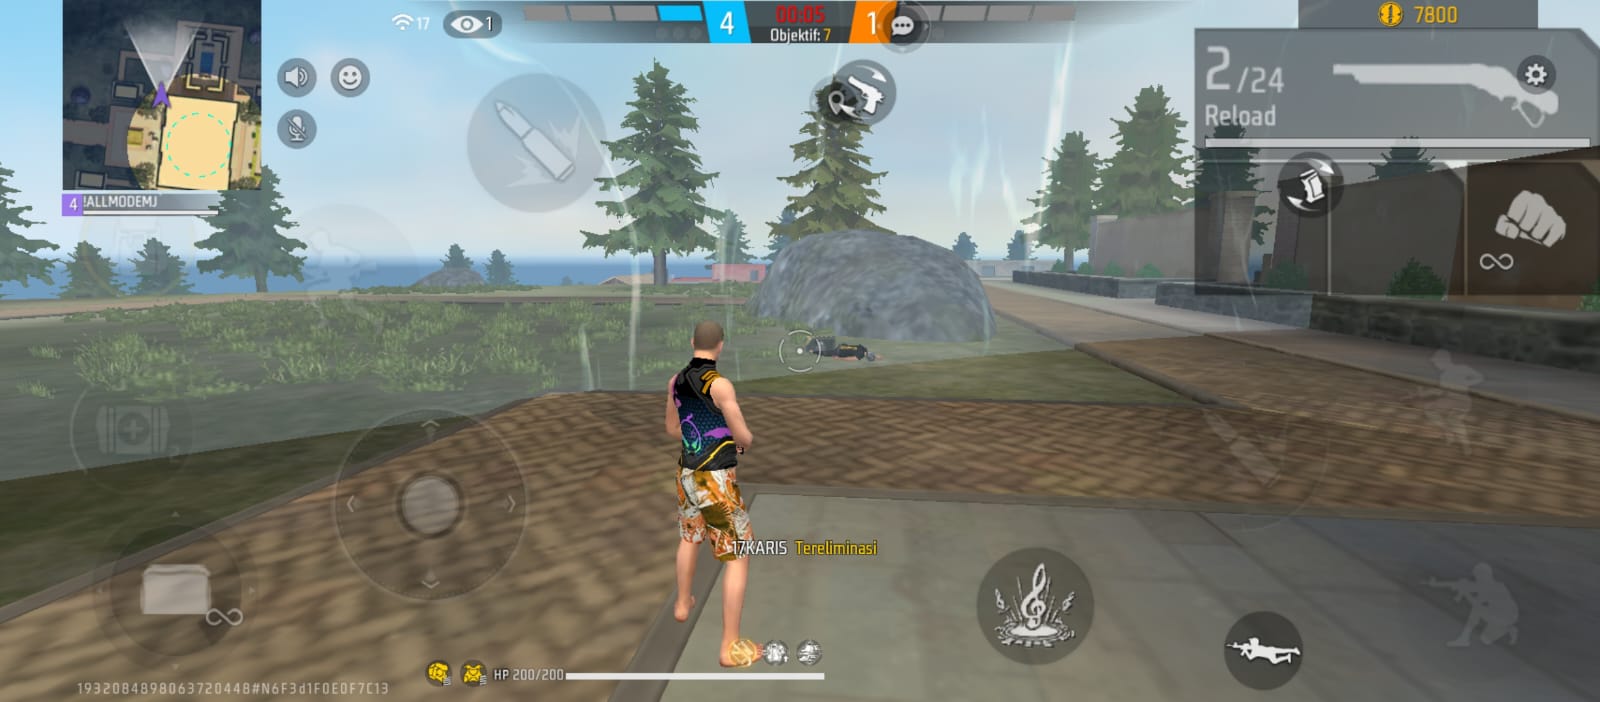 17
1
4
00:05
Objektif: 7
1
7800
2/24
Reload
4 !ALLMODEMJ
17KARIS Tereliminasi
HP 200/200
1932084898063720448#N6F3d1F0E0F7C13